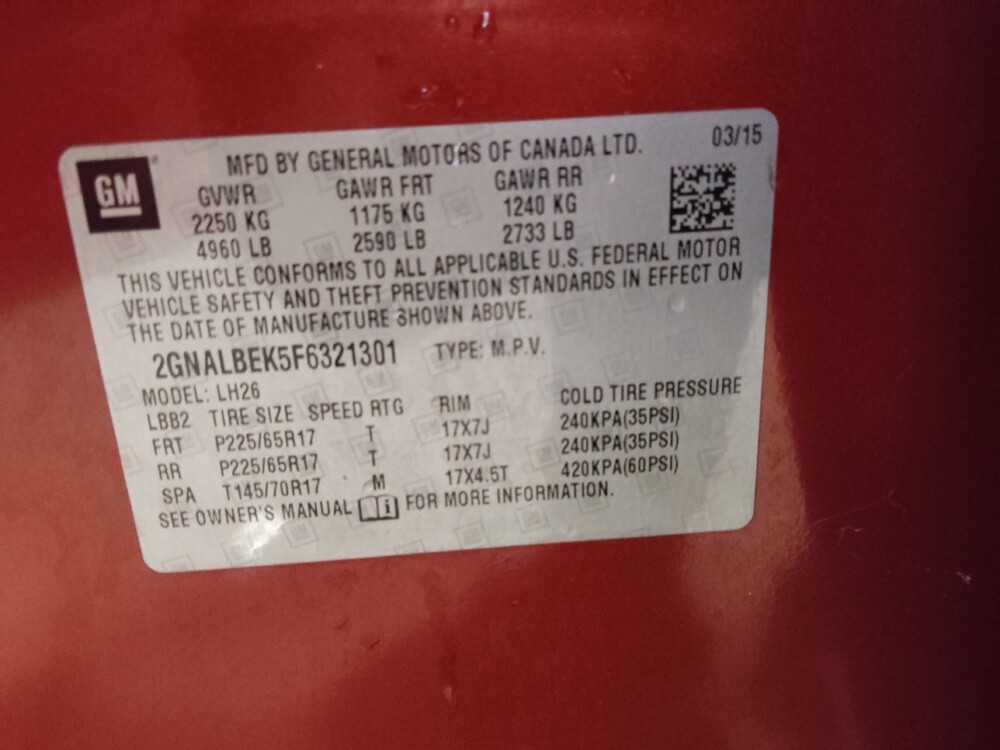 03/15
GM
MFD BY GENERAL MOTORS OF CANADA LTD.
GVWR GAWR FRT GAWR RR
2250 KG 1175 KG 1240 KG
4960 LB 2590 LB 2733 LB
THIS VEHICLE CONFORMS TO ALL APPLICABLE U.S. FEDERAL MOTOR
VEHICLE SAFETY AND THEFT PREVENTION STANDARDS IN EFFECT ON
THE DATE OF MANUFACTURE SHOWN ABOVE.
2GNALBEK5F6321301 TYPE: M.P.V.
MODEL: LH26
LBB2 TIRE SIZE SPEED RTG RIM COLD TIRE PRESSURE
FRT P225/65R17 T 17X7J 240KPA(35PSI)
RR P225/65R17 T 17X7J 240KPA(35PSI)
SPA T145/70R17 M 17X4.5T 420KPA(60PSI)
SEE OWNER'S MANUAL FOR MORE INFORMATION.